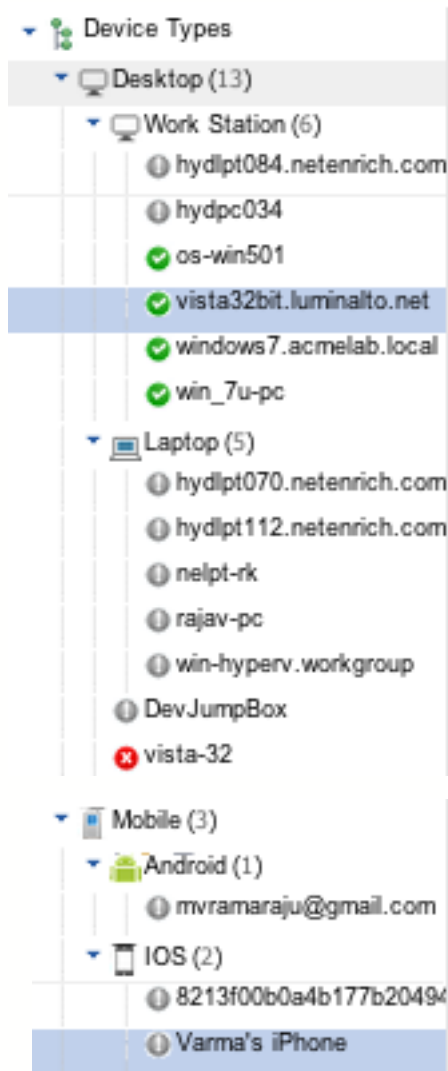 Device Types
Desktop (13)
Work Station (6)
hydlpt084.netenrich.com
hydpc034
os-win501
vista32bit.luminalto.net
windows7.acmelab.local
win_7u-pc
Laptop (5)
hydlpt070.netenrich.com
hydlpt112.netenrich.com
nelpt-rk
rajav-pc
win-hyperv.workgroup
DevJumpBox
vista-32
Mobile (3)
Android (1)
mvramaraju@gmail.com
IOS (2)
8213f00b0a4b177b20494
Varma's iPhone